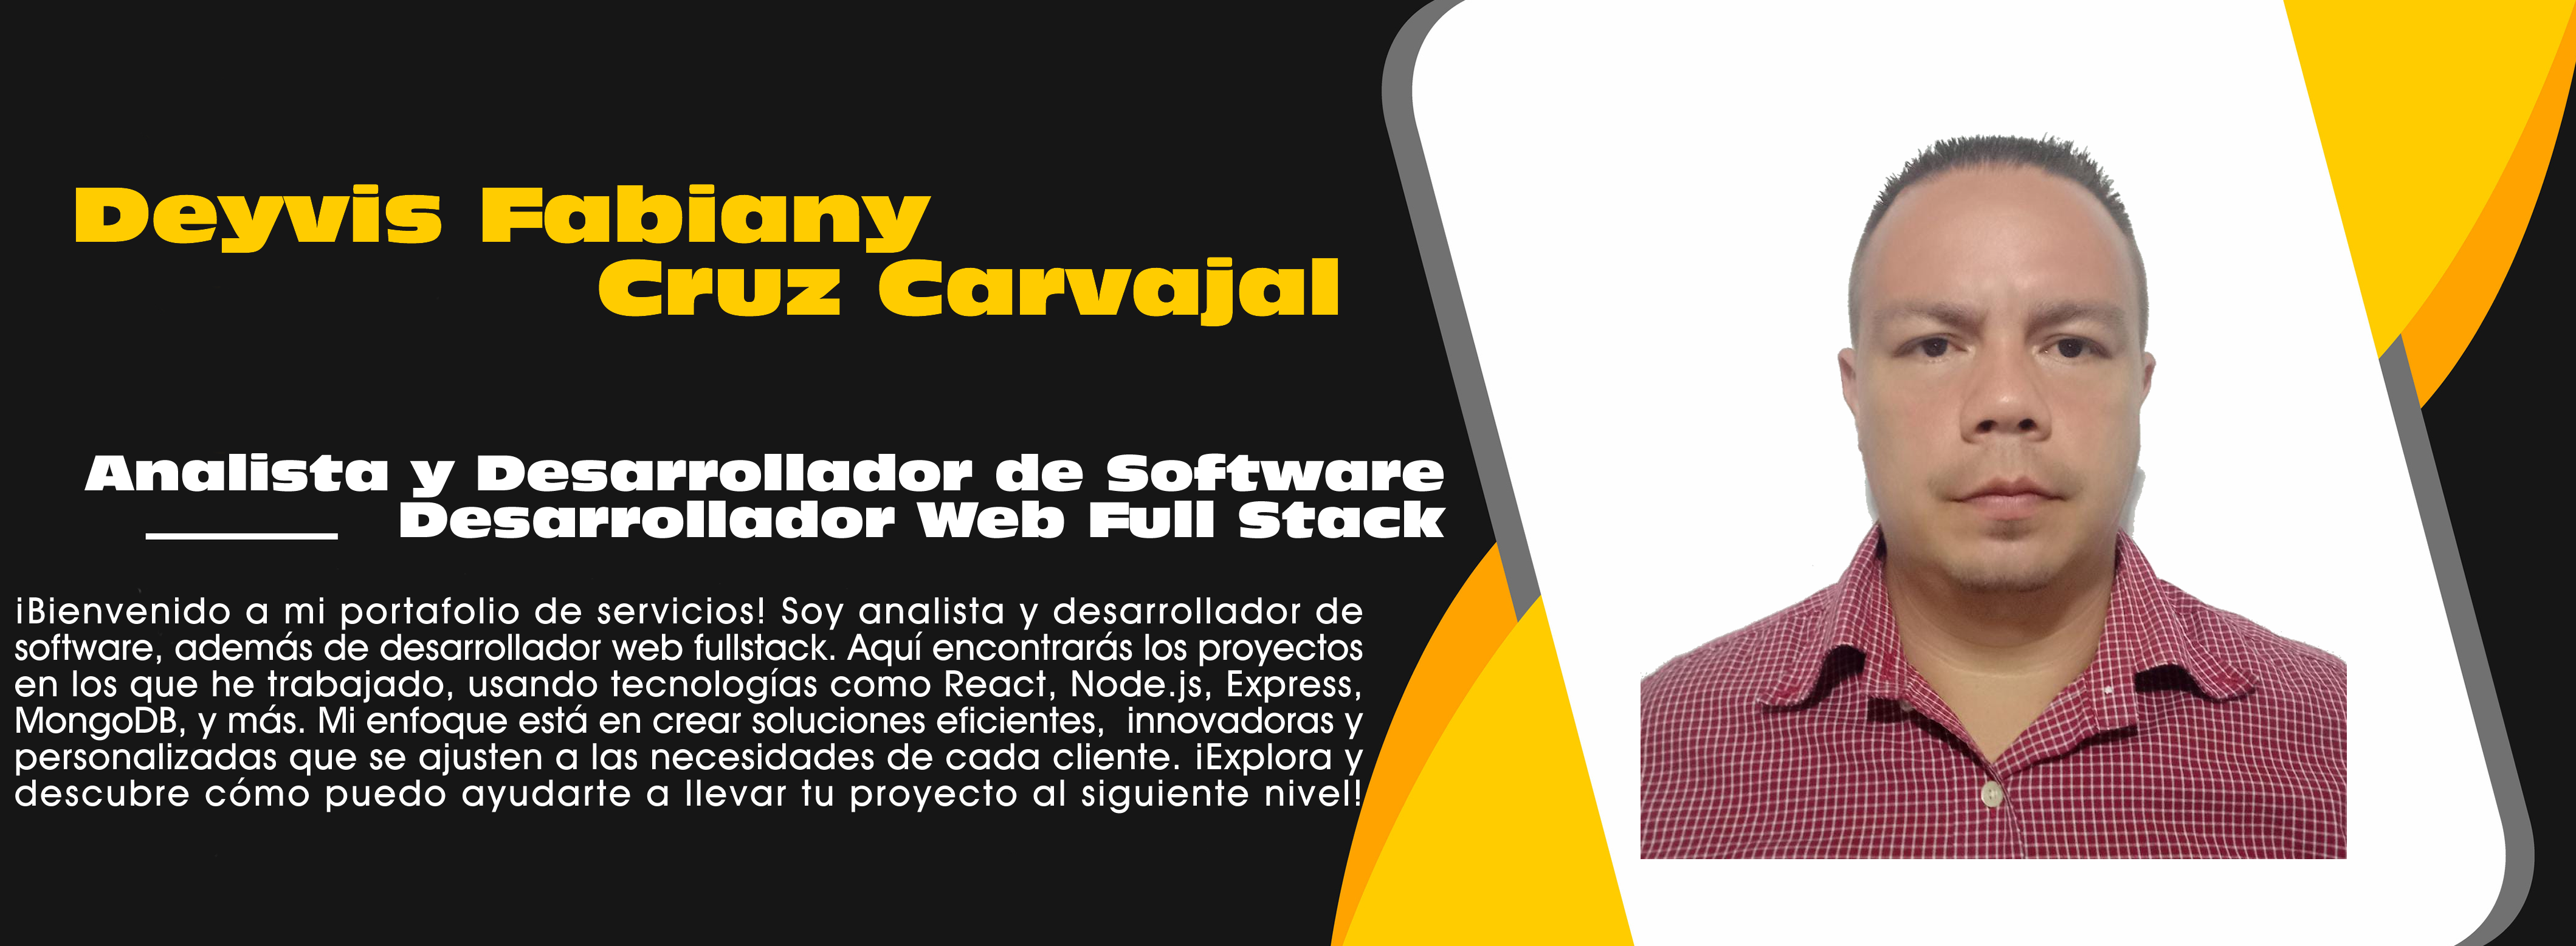 Deyvis Fabiany
Cruz Carvajal
Analista y Desarrollador de Software
Desarrollador Web Full Stack
¡Bienvenido a mi portafolio de servicios! Soy analista y desarrollador de
software, además de desarrollador web fullstack. Aquí encontrarás los proyectos
en los que he trabajado, usando tecnologías como React, Node.js, Express,
MongoDB, y más. Mi enfoque está en crear soluciones eficientes, innovadoras y
personalizadas que se ajusten a las necesidades de cada cliente. ¡Explora y
descubre cómo puedo ayudarte a llevar tu proyecto al siguiente nivel!